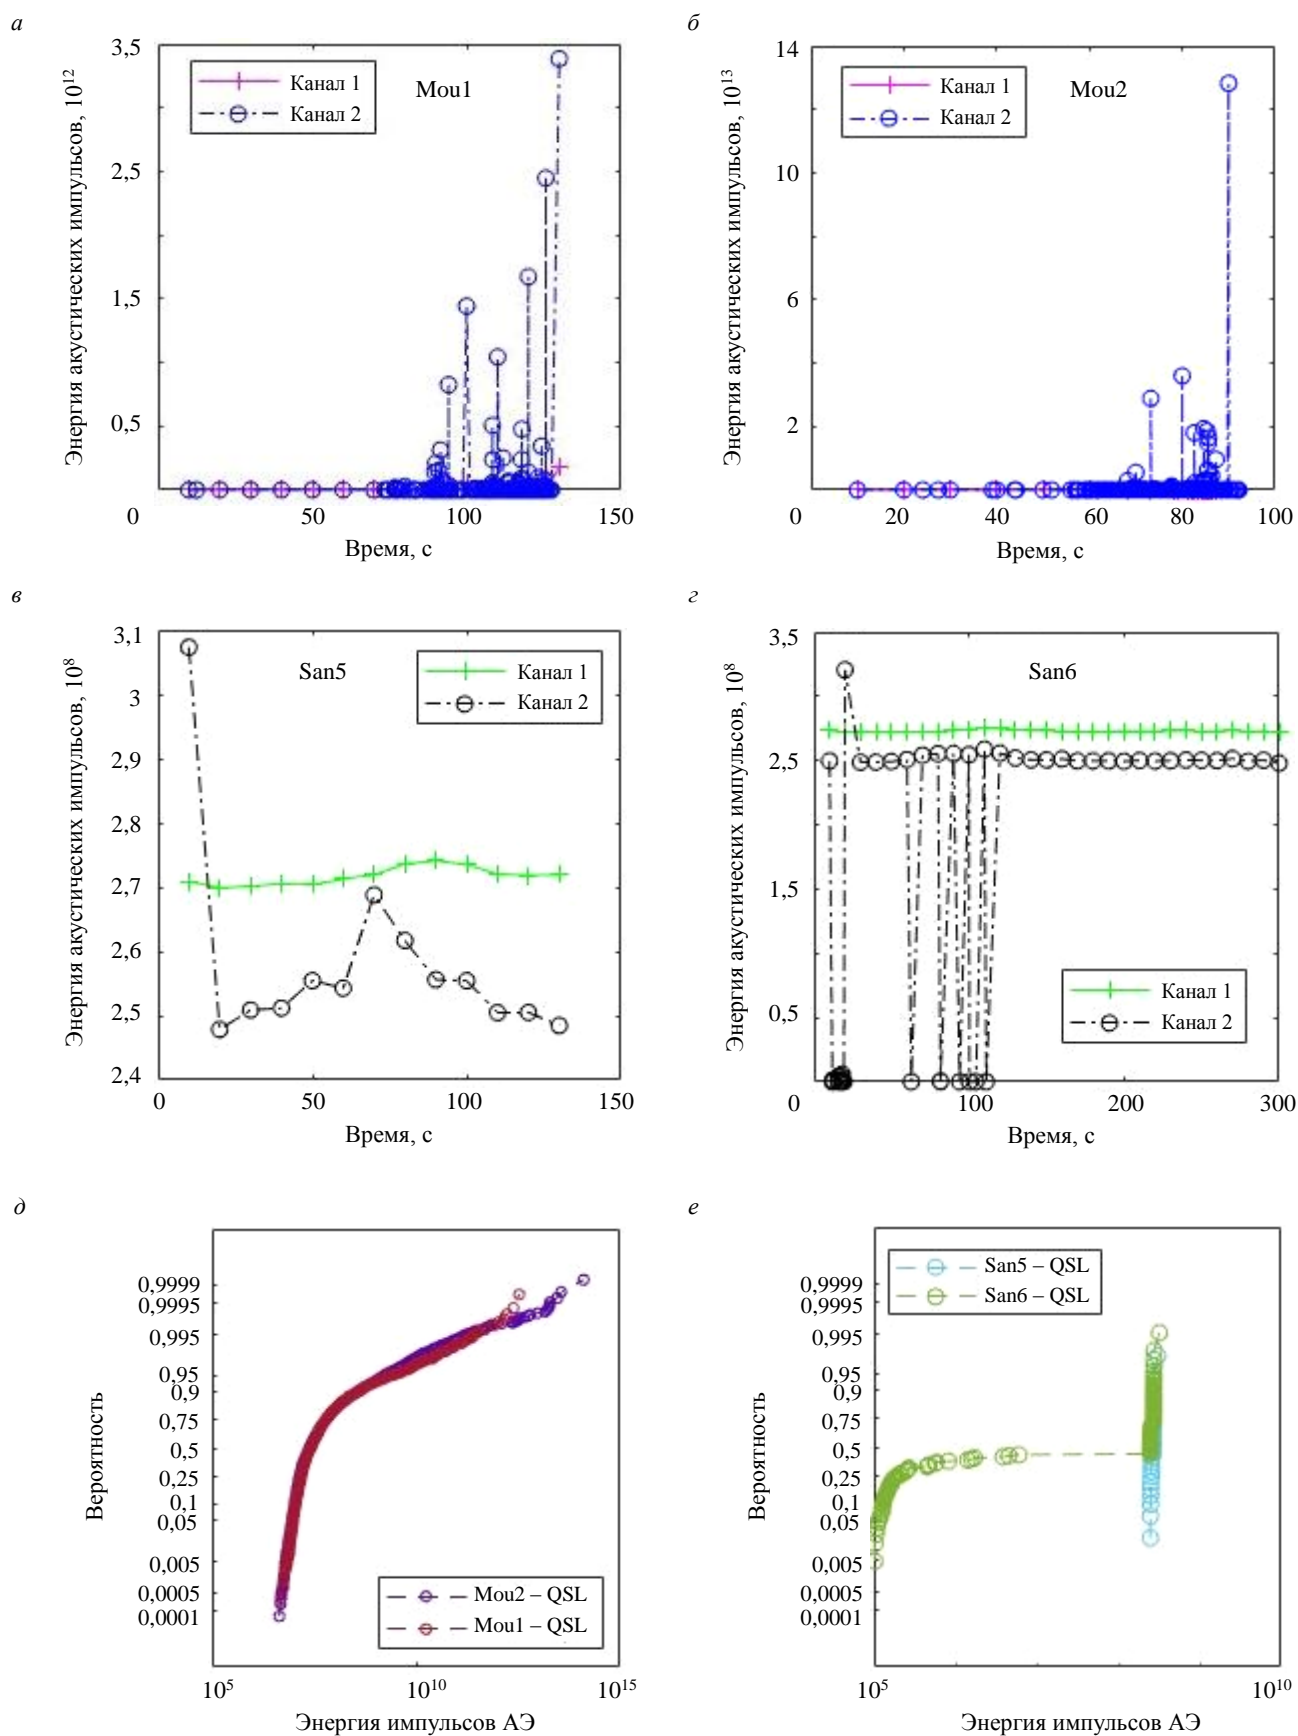 а
Энергия акустических импульсов, 10¹²
3,5
2,5
1,5
0,5
0
50
100
150
Канал 1
Канал 2
Mou1
Время, с
б
Энергия акустических импульсов, 10¹³
14
10
6
2
0
20
40
60
80
100
Канал 1
Канал 2
Mou2
Время, с
в
Энергия акустических импульсов, 10⁸
3,1
3
2,9
2,8
2,7
2,6
2,5
2,4
0
50
100
150
San5
Канал 1
Канал 2
Время, с
г
Энергия акустических импульсов, 10⁸
3,5
2,5
1,5
0,5
0
100
200
300
San6
Канал 1
Канал 2
Время, с
д
Вероятность
0,9999
0,9995
0,995
0,95
0,9
0,75
0,5
0,25
0,1
0,05
0,005
0,0005
0,0001
Mou2 – QSL
Mou1 – QSL
10⁵
10¹⁰
10¹⁵
Энергия импульсов АЭ
е
Вероятность
San5 – QSL
San6 – QSL
0,9999
0,9995
0,995
0,95
0,9
0,75
0,5
0,25
0,1
0,05
0,005
0,0005
0,0001
10⁵
10¹⁰
Энергия импульсов АЭ